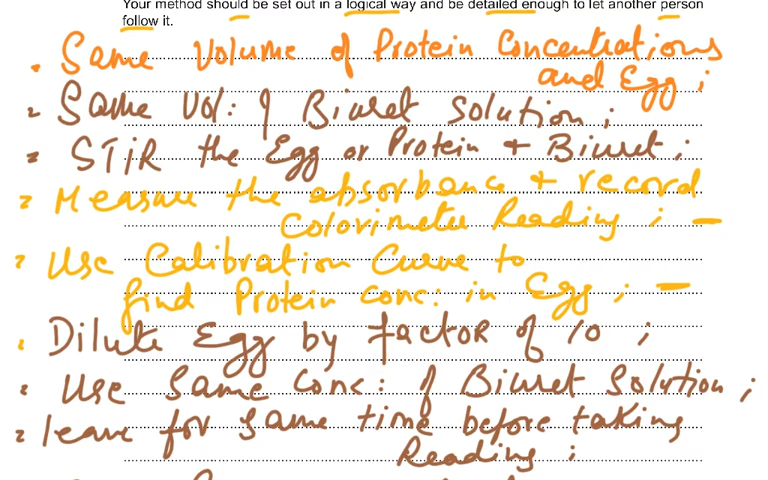 Your method should be set out in a logical way and be detailed enough to let another person
follow it.
Same Volume of Protein Concentrations
and Egg ;
Same Vol: of Biuret Solution ;
STIR the Egg or Protein + Biuret ;
Measure the absorbance + record
Colorimeter Reading ; —
Use Calibration Curve to
find Protein conc: in Egg ; —
Dilute Egg by factor of 10 ;
Use Same Conc: of Biuret Solution ;
leave for same time before taking
Reading ;